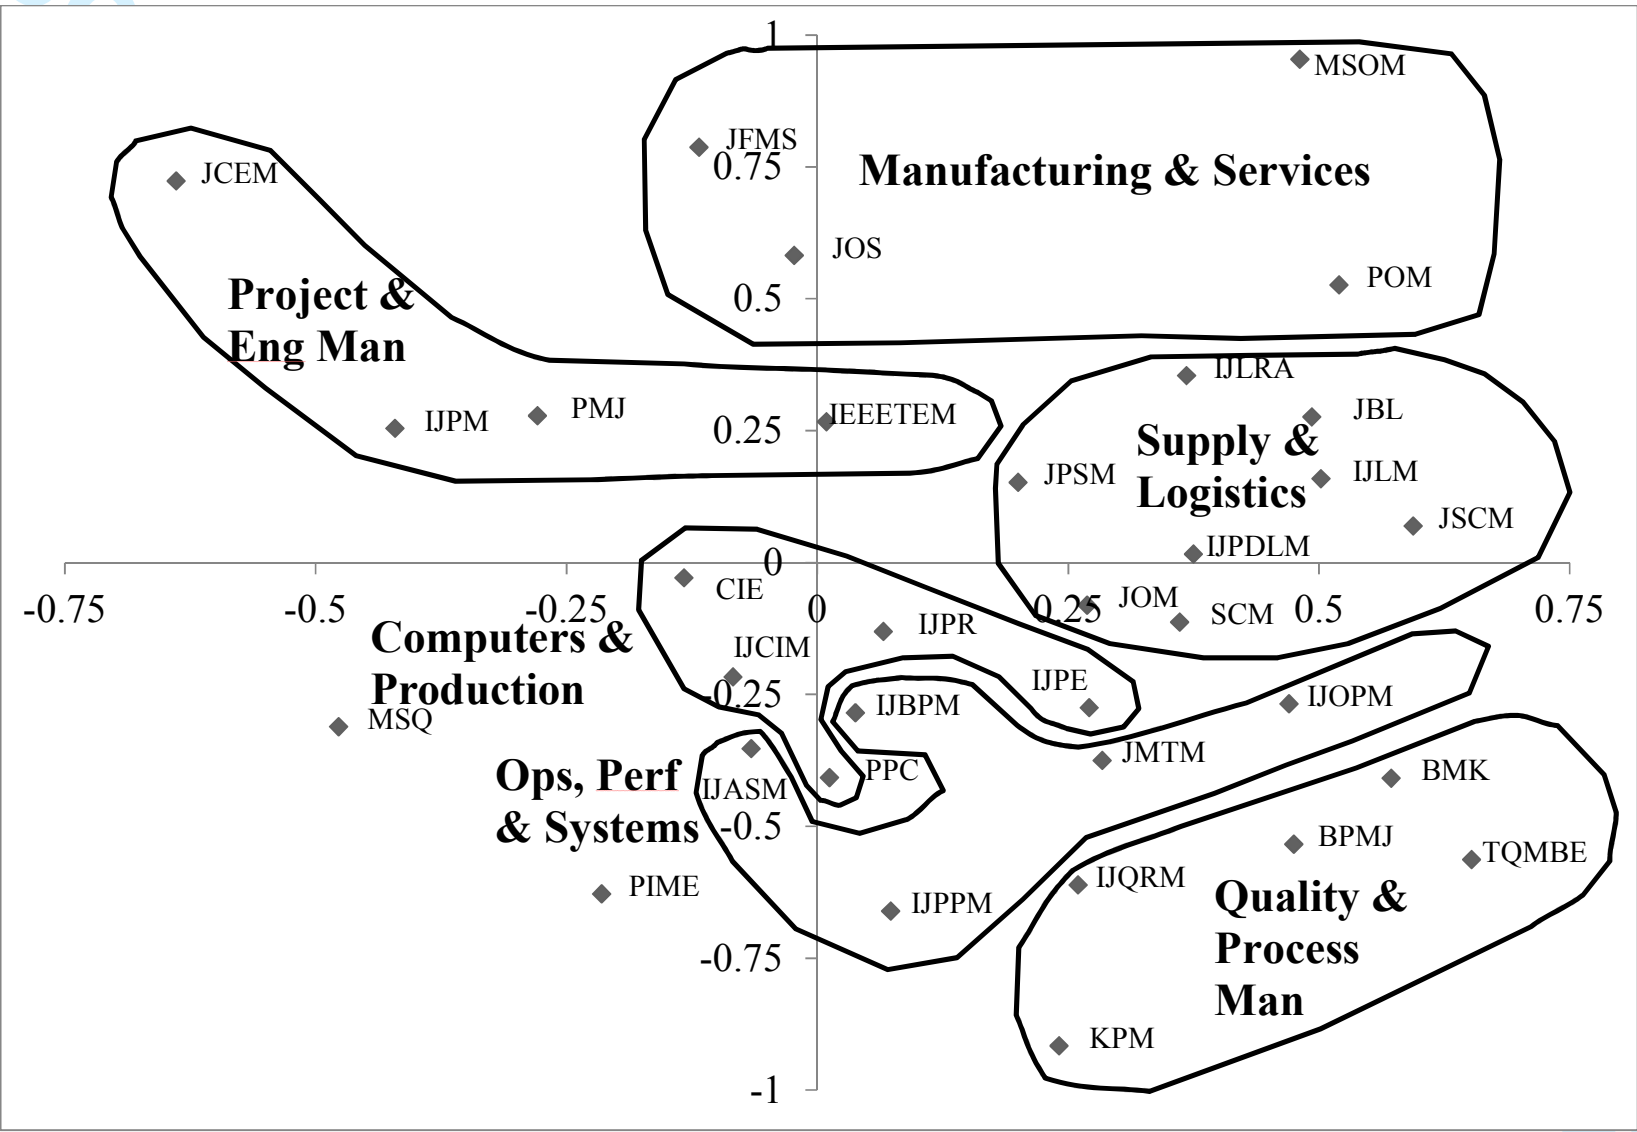 1
MSOM
JFMS
0.75
Manufacturing & Services
JCEM
JOS
POM
0.5
Project &
Eng Man
IJLRA
IJPM
PMJ
IEEETEM
0.25
JBL
Supply &
Logistics
JPSM
IJLM
JSCM
IJPDLM
0
-0.75
-0.5
-0.25
0
0.25
0.5
0.75
CIE
JOM
SCM
IJPR
Computers &
Production
IJCIM
-0.25
IJPE
IJBPM
IJOPM
MSQ
JMTM
Ops, Perf
& Systems
IJASM
PPC
BMK
-0.5
BPMJ
TQMBE
PIME
IJPPM
IJQRM
Quality &
Process
Man
-0.75
KPM
-1